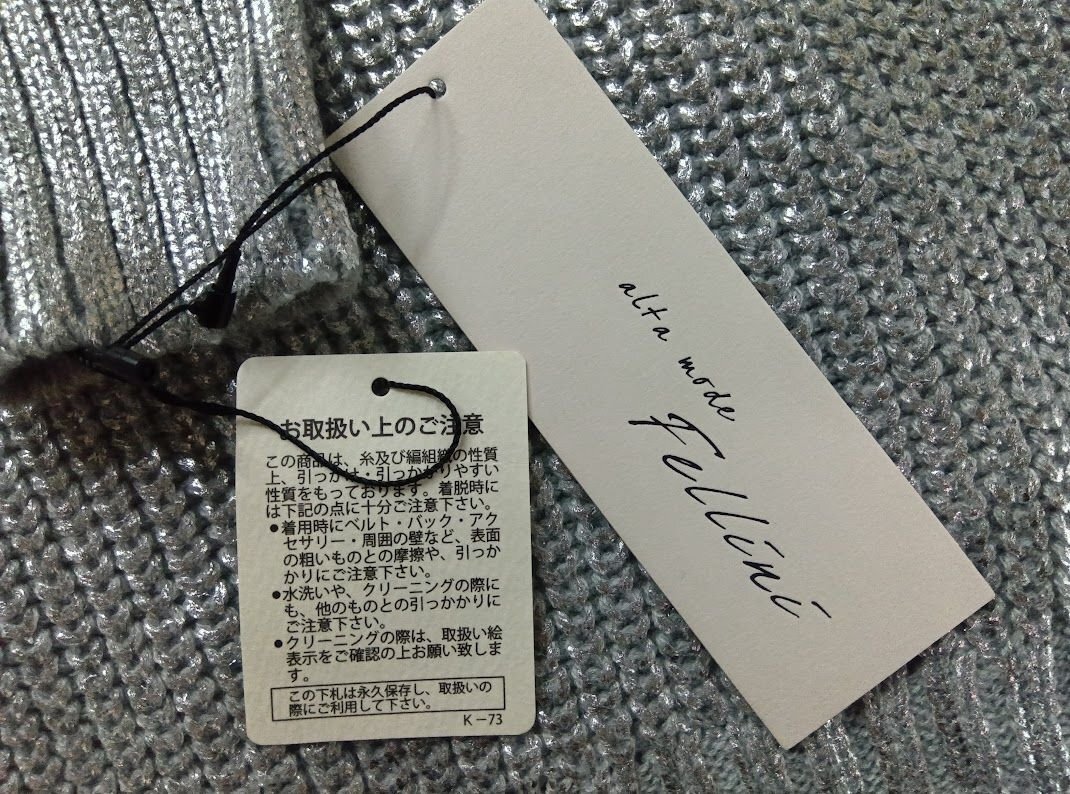 alta mode
Fellini
お取扱い上のご注意
この商品は、糸及び編組織の性質
上、引っかけ・引っかかりやすい
性質をもっております。着脱時に
は下記の点に十分ご注意下さい。
●着用時にベルト・バック・アク
セサリー・周囲の壁など、表面
の粗いものとの摩擦や、引っか
かりにご注意下さい。
●水洗いや、クリーニングの際に
も、他のものとの引っかかりに
ご注意下さい。
●クリーニングの際は、取扱い絵
表示をご確認の上お願い致しま
す。
この下札は永久保存し、取扱いの
際にご利用して下さい。
K－73